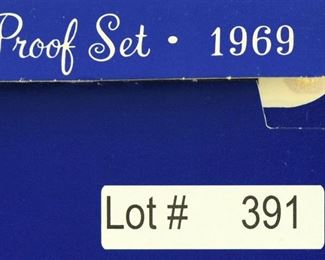 Proof Set · 1969
Lot # 391